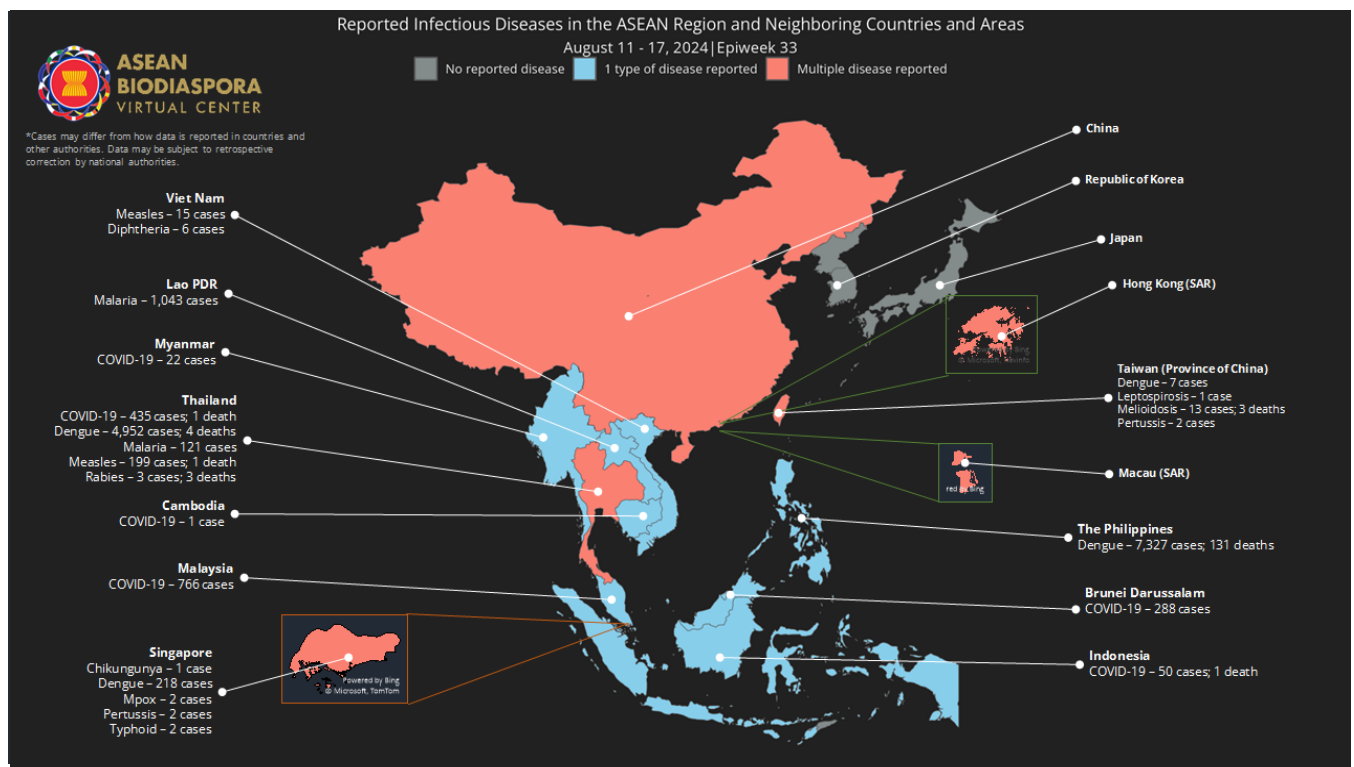 Reported Infectious Diseases in the ASEAN Region and Neighboring Countries and Areas
August 11 - 17, 2024|Epiweek 33
No reported disease
1 type of disease reported
Multiple disease reported
ASEAN
BIODIASPORA
VIRTUAL CENTER
*Cases may differ from how data is reported in countries and
other authorities. Data may be subject to retrospective
correction by national authorities.
Viet Nam
Measles – 15 cases
Diphtheria – 6 cases
Lao PDR
Malaria – 1,043 cases
Myanmar
COVID-19 – 22 cases
Thailand
COVID-19 – 435 cases; 1 death
Dengue – 4,952 cases; 4 deaths
Malaria – 121 cases
Measles – 199 cases; 1 death
Rabies – 3 cases; 3 deaths
Cambodia
COVID-19 – 1 case
Malaysia
COVID-19 – 766 cases
Singapore
Chikungunya – 1 case
Dengue – 218 cases
Mpox – 2 cases
Pertussis – 2 cases
Typhoid – 2 cases
Powered by Bing
© Microsoft, TomTom
China
Republic of Korea
Japan
Hong Kong (SAR)
Powered by Bing
© Microsoft,
Taiwan (Province of China)
Dengue – 7 cases
Leptospirosis – 1 case
Melioidosis – 13 cases; 3 deaths
Pertussis – 2 cases
Macau (SAR)
red by Bing
The Philippines
Dengue – 7,327 cases; 131 deaths
Brunei Darussalam
COVID-19 – 288 cases
Indonesia
COVID-19 – 50 cases; 1 death